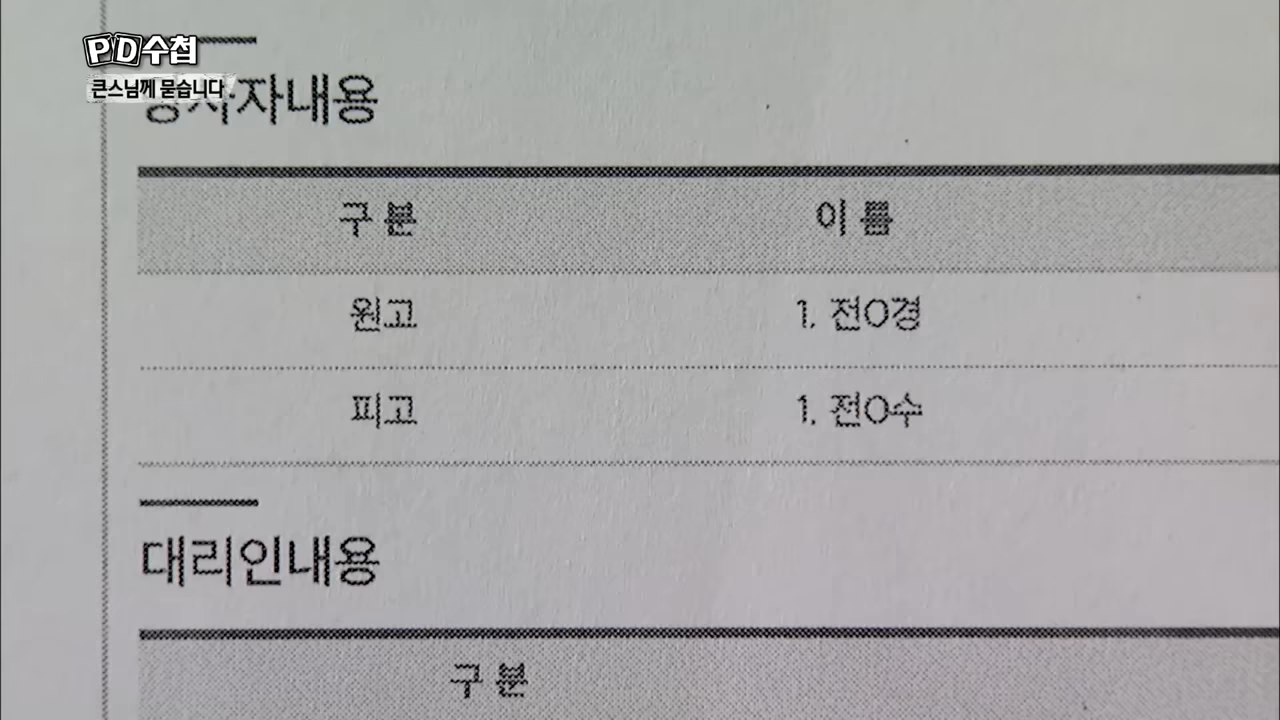 PD수첩
큰스님께 묻습니다
당사자내용
구 분 이 름
원고 1. 전O경
피고 1. 전O수
대리인내용
구 분